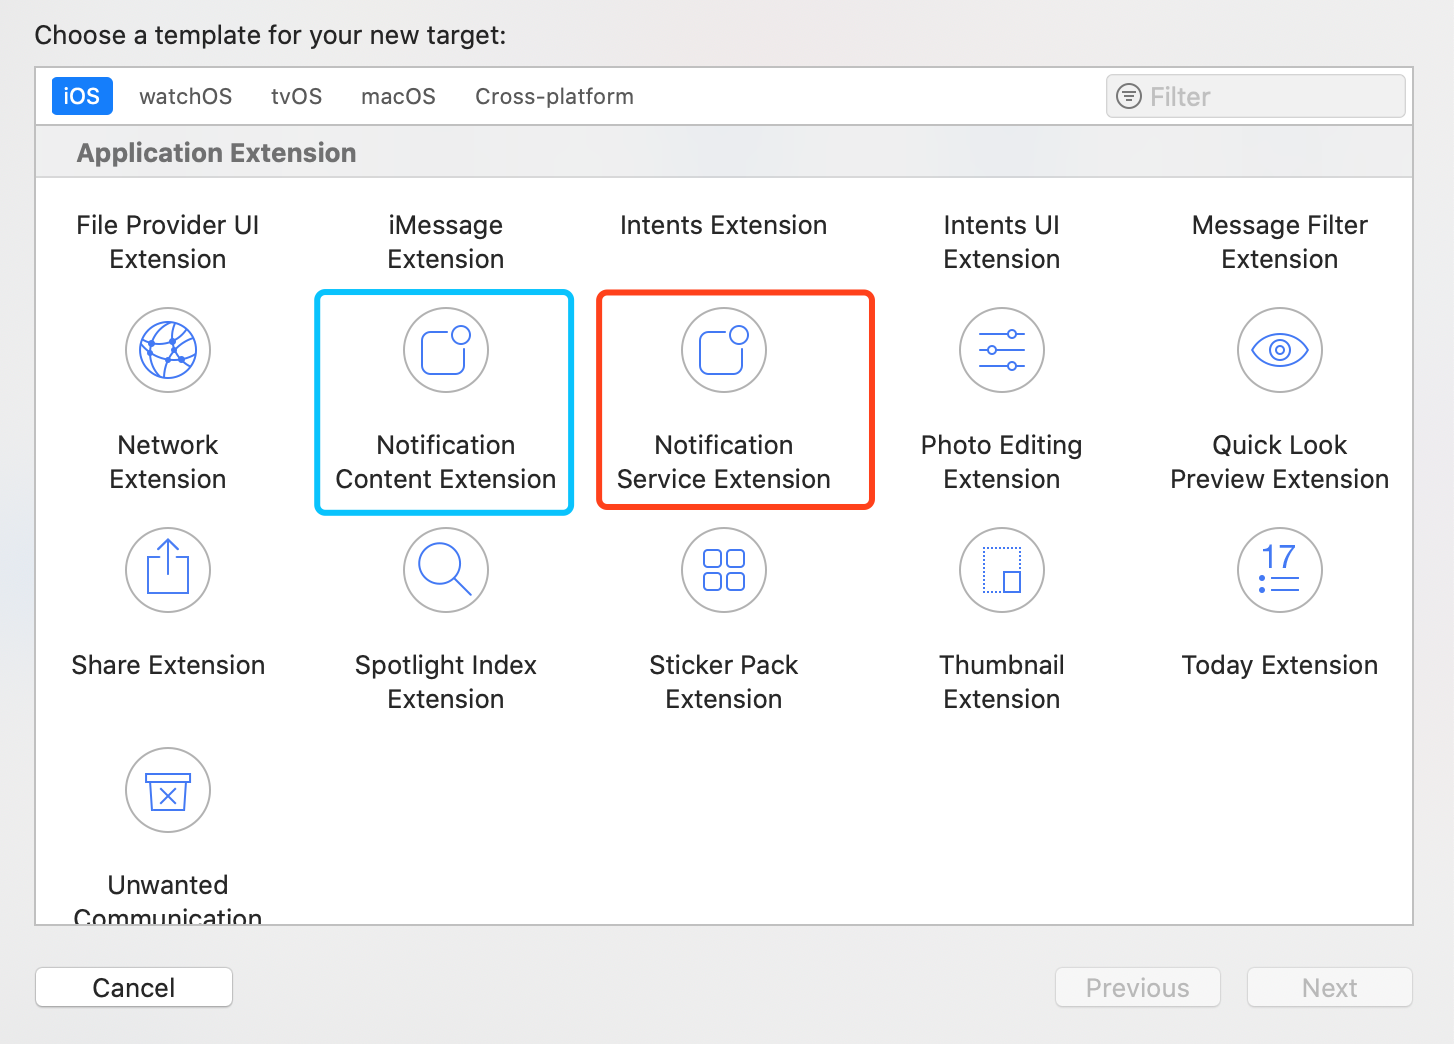 Choose a template for your new target:
iOS watchOS tvOS macOS Cross-platform Filter
Application Extension
File Provider UI Extension
iMessage Extension
Intents Extension
Intents UI Extension
Message Filter Extension
Network Extension
Notification Content Extension
Notification Service Extension
Photo Editing Extension
Quick Look Preview Extension
17
Share Extension
Spotlight Index Extension
Sticker Pack Extension
Thumbnail Extension
Today Extension
Unwanted Communication
Cancel Previous Next